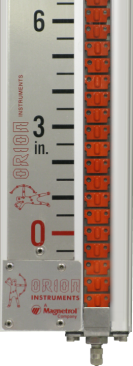 6
INSTRUMENTS
ORION
3
in.
0
ORION
INSTRUMENTS
A Magnetrol
Company